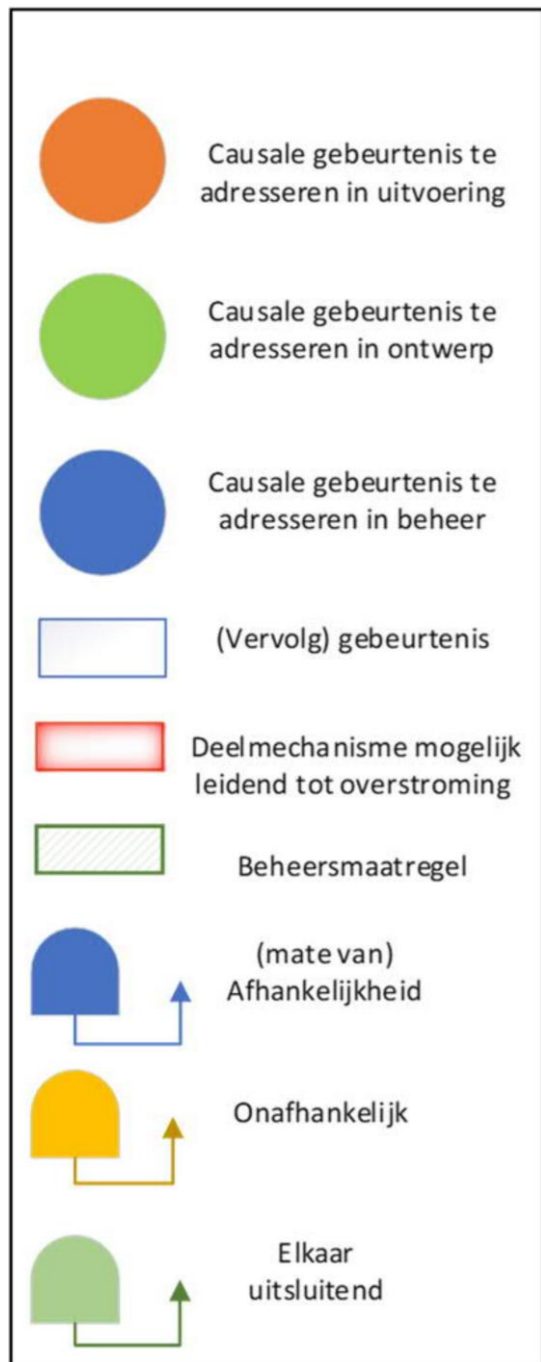 Causale gebeurtenis te
adresseren in uitvoering
Causale gebeurtenis te
adresseren in ontwerp
Causale gebeurtenis te
adresseren in beheer
(Vervolg) gebeurtenis
Deelmechanisme mogelijk
leidend tot overstroming
Beheersmaatregel
(mate van)
Afhankelijkheid
Onafhankelijk
Elkaar
uitsluitend